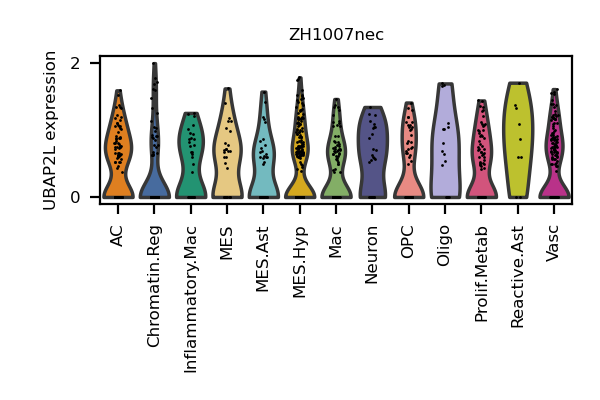 ZH1007nec
UBAP2L expression
2
0
AC
Chromatin.Reg
Inflammatory.Mac
MES
MES.Ast
MES.Hyp
Mac
Neuron
OPC
Oligo
Prolif.Metab
Reactive.Ast
Vasc